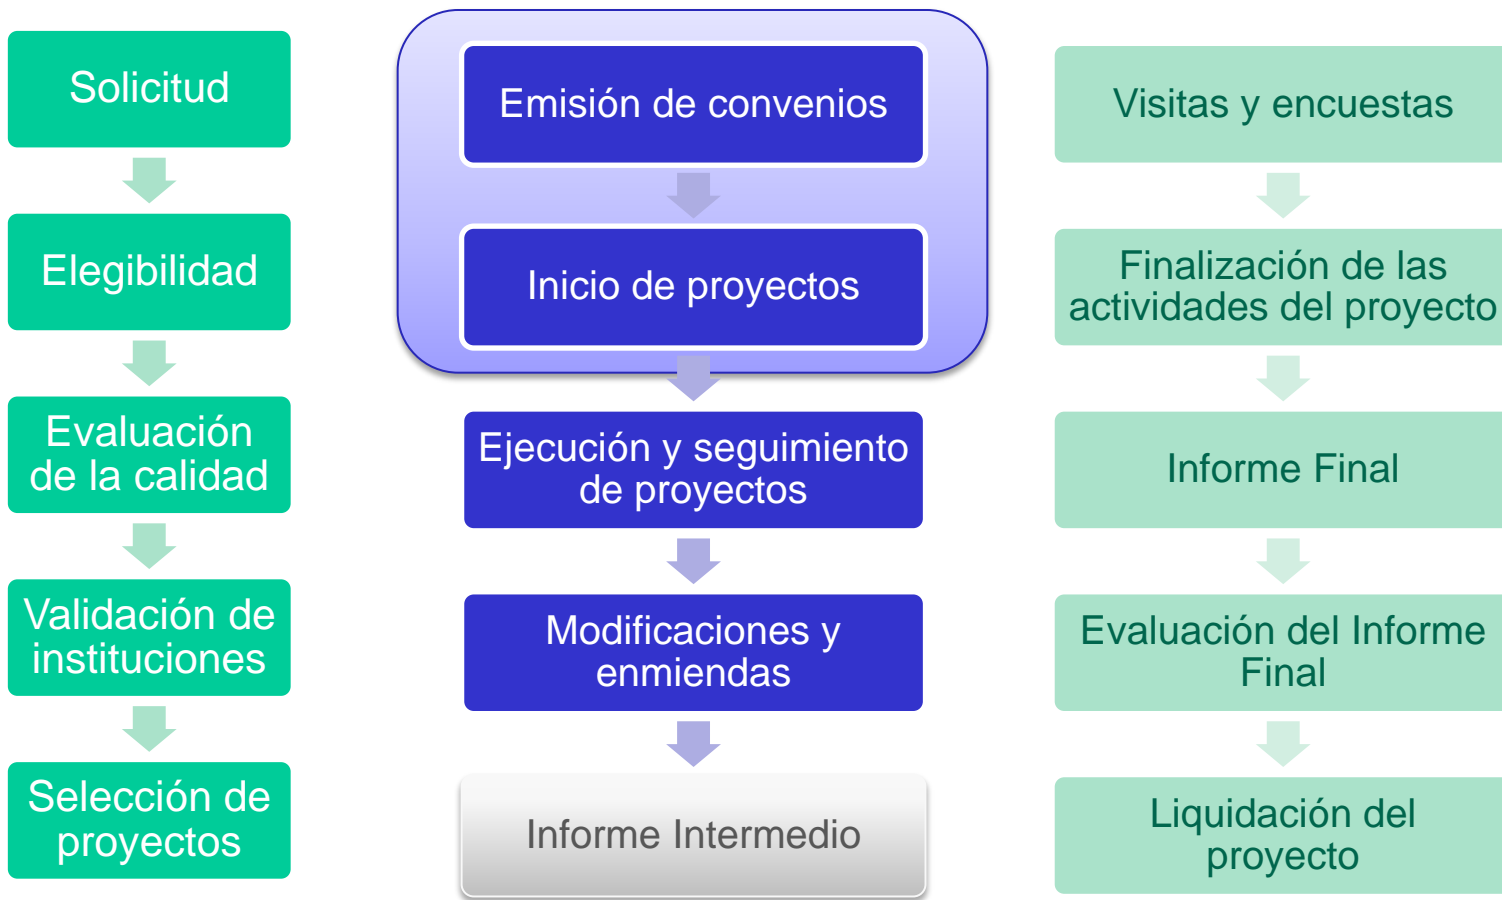 Solicitud
Elegibilidad
Evaluación
de la calidad
Validación de
instituciones
Selección de
proyectos
Emisión de convenios
Inicio de proyectos
Ejecución y seguimiento
de proyectos
Modificaciones y
enmiendas
Informe Intermedio
Visitas y encuestas
Finalización de las
actividades del proyecto
Informe Final
Evaluación del Informe
Final
Liquidación del
proyecto